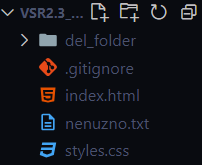 VSR2.3_...
del_folder
.gitignore
index.html
nenuzno.txt
styles.css